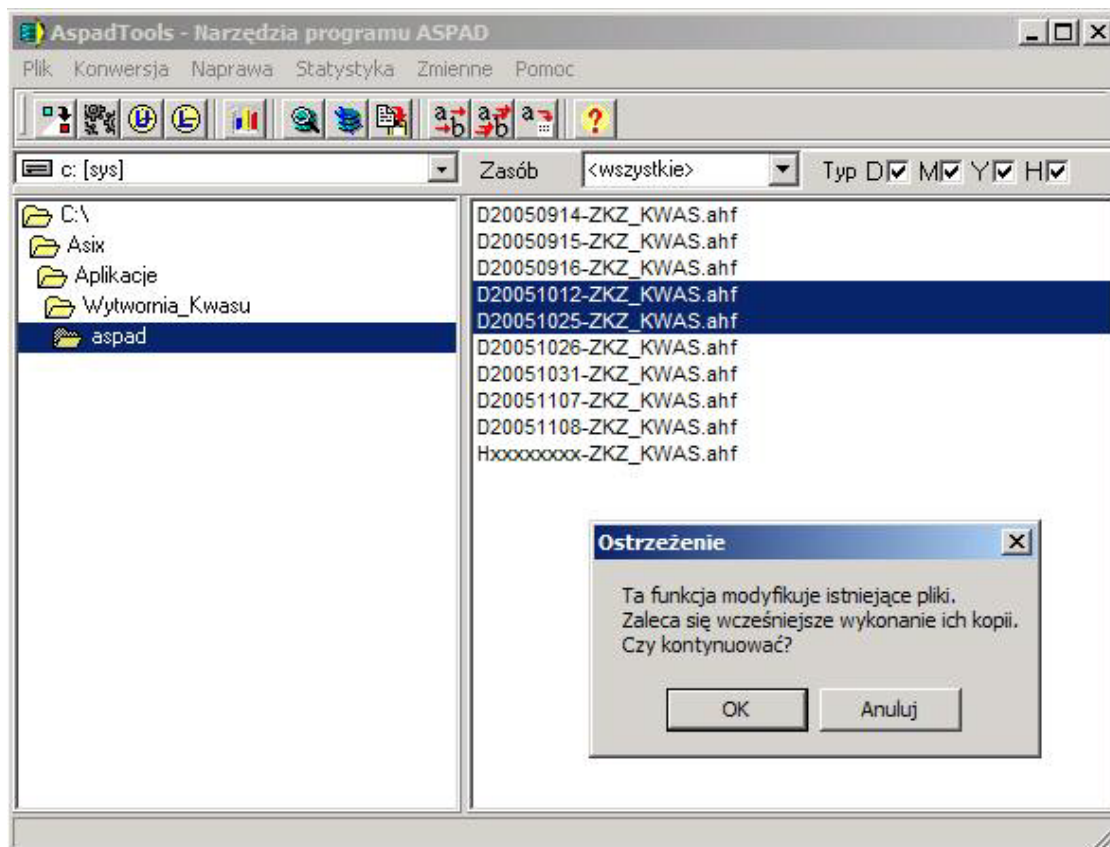 AspadTools - Narzędzia programu ASPAD
Plik Konwersja Naprawa Statystyka Zmienne Pomoc
c: [sys] Zasób <wszystkie> Typ D M Y H
C:\
Asix
Aplikacje
Wytwornia_Kwasu
aspad
D20050914-ZKZ_KWAS.ahf
D20050915-ZKZ_KWAS.ahf
D20050916-ZKZ_KWAS.ahf
D20051012-ZKZ_KWAS.ahf
D20051025-ZKZ_KWAS.ahf
D20051026-ZKZ_KWAS.ahf
D20051031-ZKZ_KWAS.ahf
D20051107-ZKZ_KWAS.ahf
D20051108-ZKZ_KWAS.ahf
Hxxxxxxxx-ZKZ_KWAS.ahf
Ostrzeżenie
Ta funkcja modyfikuje istniejące pliki.
Zaleca się wcześniejsze wykonanie ich kopii.
Czy kontynuować?
OK Anuluj